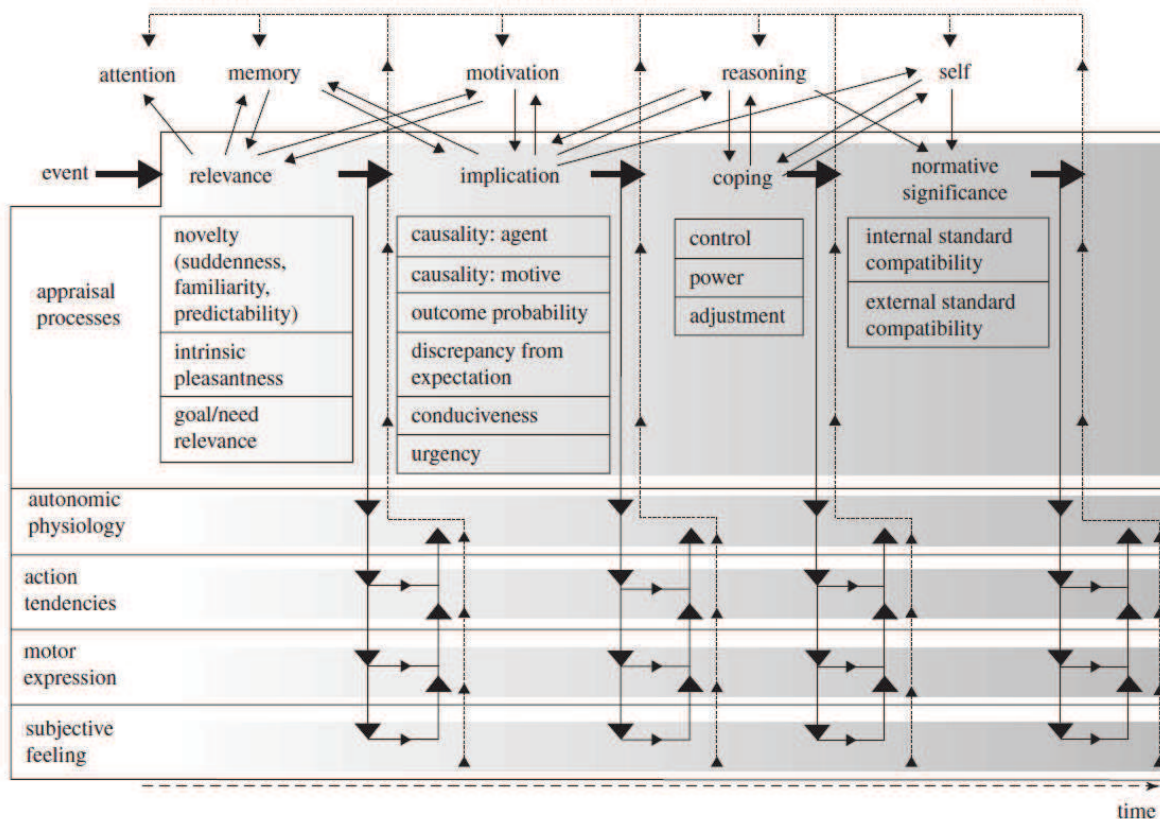 attention
memory
motivation
reasoning
self
event
relevance
implication
coping
normative
significance
appraisal
processes
novelty
(suddenness,
familiarity,
predictability)
intrinsic
pleasantness
goal/need
relevance
causality: agent
causality: motive
outcome probability
discrepancy from
expectation
conduciveness
urgency
control
power
adjustment
internal standard
compatibility
external standard
compatibility
autonomic
physiology
action
tendencies
motor
expression
subjective
feeling
time